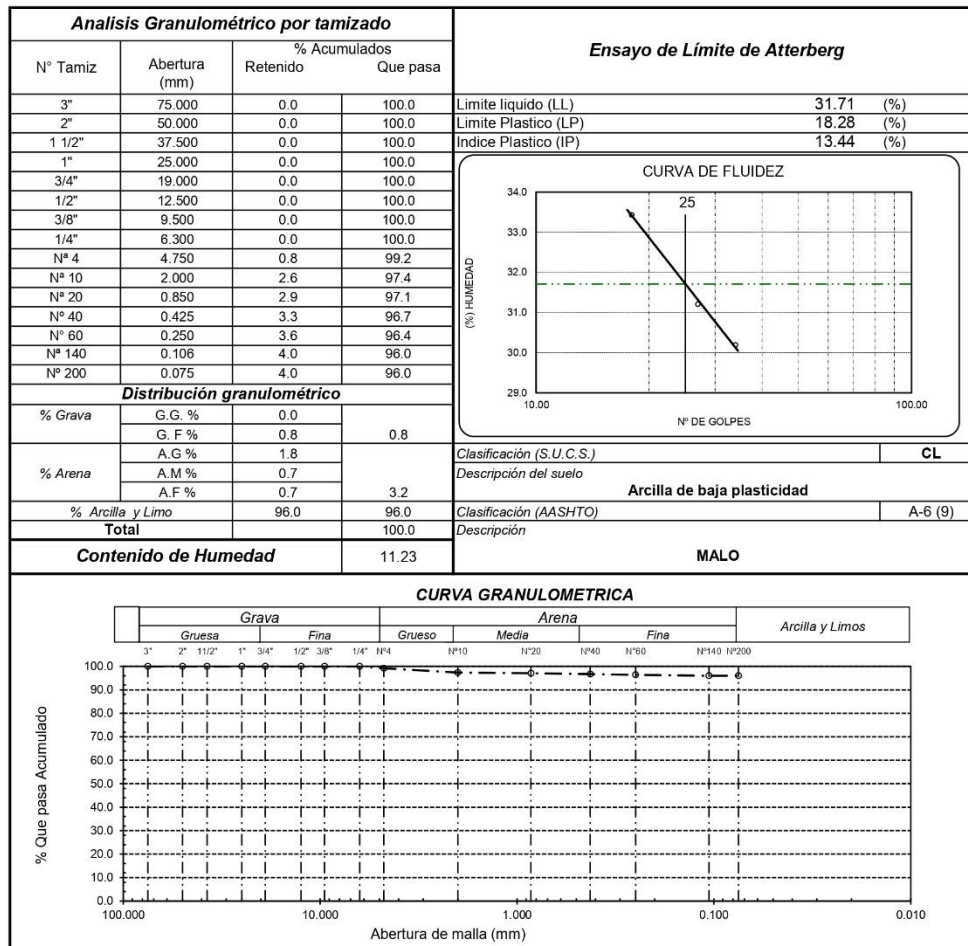 Analisis Granulométrico por tamizado
N° Tamiz Abertura (mm) % Acumulados Retenido Que pasa
3" 75.000 0.0 100.0
2" 50.000 0.0 100.0
1 1/2" 37.500 0.0 100.0
1" 25.000 0.0 100.0
3/4" 19.000 0.0 100.0
1/2" 12.500 0.0 100.0
3/8" 9.500 0.0 100.0
1/4" 6.300 0.0 100.0
Nª 4 4.750 0.8 99.2
Nª 10 2.000 2.6 97.4
Nª 20 0.850 2.9 97.1
Nº 40 0.425 3.3 96.7
N° 60 0.250 3.6 96.4
Nª 140 0.106 4.0 96.0
Nº 200 0.075 4.0 96.0
Distribución granulométrico
% Grava G.G. % 0.0
G. F % 0.8 0.8
% Arena A.G % 1.8
A.M % 0.7
A.F % 0.7 3.2
% Arcilla y Limo 96.0 96.0
Total 100.0
Contenido de Humedad 11.23
Ensayo de Límite de Atterberg
Limite liquido (LL) 31.71 (%)
Limite Plastico (LP) 18.28 (%)
Indice Plastico (IP) 13.44 (%)
CURVA DE FLUIDEZ
34.0
25
33.0
32.0
31.0
30.0
29.0
(%) HUMEDAD
10.00 100.00
Nº DE GOLPES
Clasificación (S.U.C.S.) CL
Descripción del suelo
Arcilla de baja plasticidad
Clasificación (AASHTO) A-6 (9)
Descripción
MALO
CURVA GRANULOMETRICA
Grava Arena Arcilla y Limos
Gruesa Fina Grueso Media Fina
3" 2" 11/2" 1" 3/4" 1/2" 3/8" 1/4" Nº4 Nº10 N°20 Nº40 N°60 Nº140 Nº200
100.0
90.0
80.0
70.0
60.0
50.0
40.0
30.0
20.0
10.0
0.0
% Que pasa Acumulado
100.000 10.000 1.000 0.100 0.010
Abertura de malla (mm)